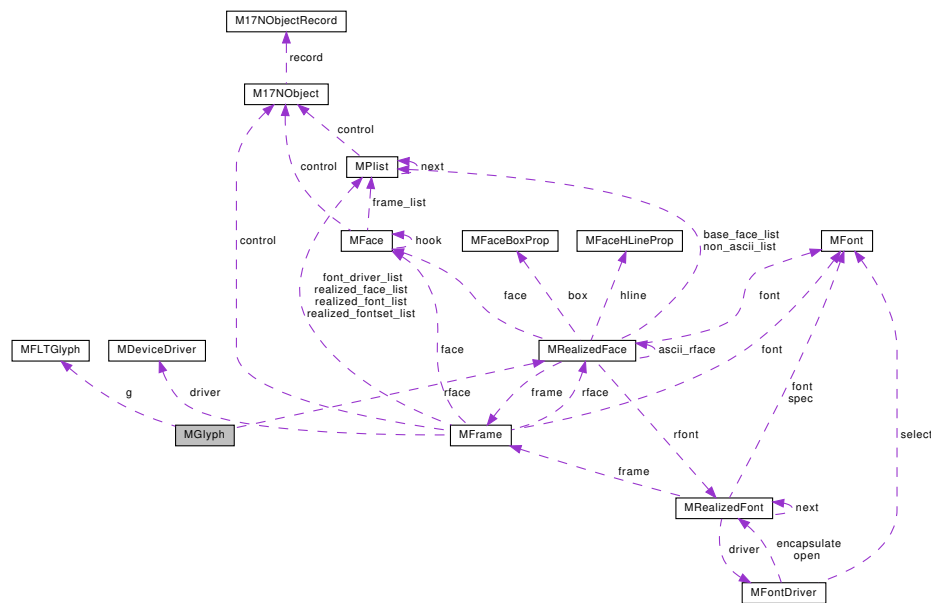 M17NObjectRecord
record
M17NObject
control
MPlist
next
control
frame_list
MFace
hook
MFaceBoxProp
MFaceHLineProp
base_face_list
non_ascii_list
MFont
control
font_driver_list
realized_face_list
realized_font_list
realized_fontset_list
face
box
hline
font
MFLTGlyph
MDeviceDriver
face
MRealizedFace
ascii_rface
font
g
driver
rface
frame
rface
font
spec
MGlyph
MFrame
rfont
select
frame
MRealizedFont
next
driver
encapsulate
open
MFontDriver